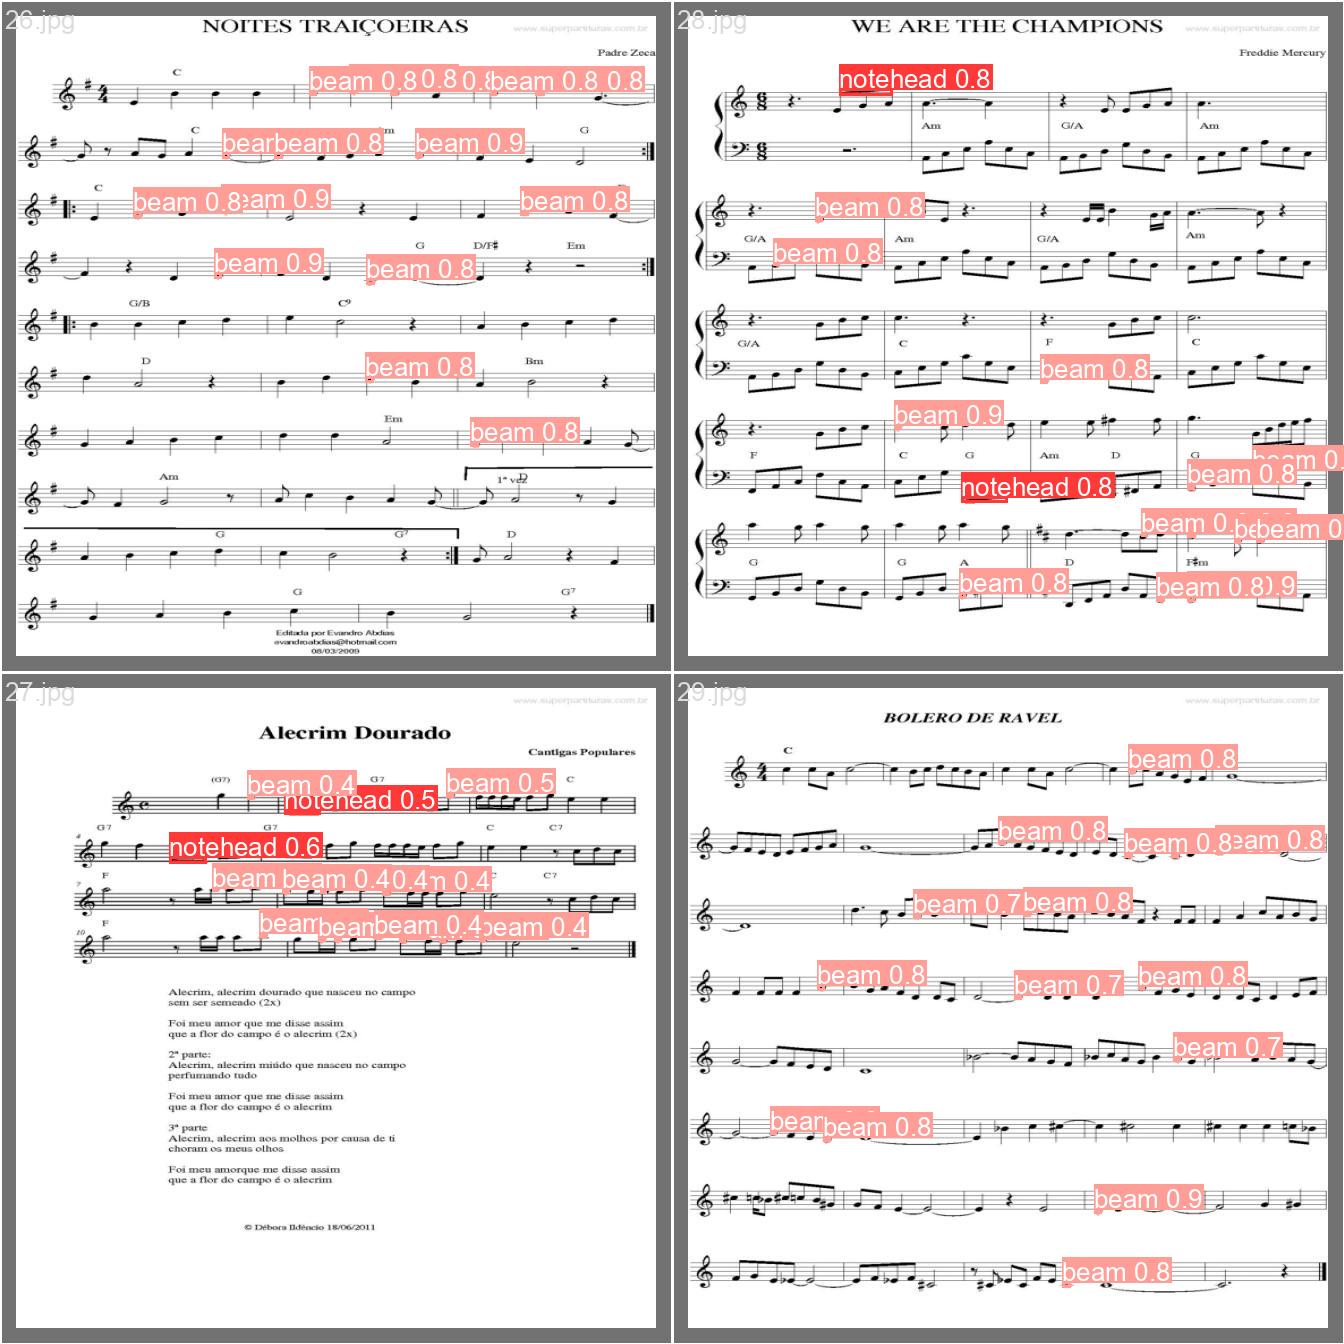 26.jpg
NOITES TRAIÇOEIRAS
www.superpartituras.com.br
Padre Zeca
C
beam 0.8
0.8
beam 0.8
0.8
C
beam 0.8
beam 0.9
G
C
beam 0.8
beam 0.9
beam 0.8
beam 0.9
beam 0.8
G
D/F#
Em
G/B
C9
D
beam 0.8
Bm
Em
beam 0.8
Am
1ª vez
D
G
G7
D
G
G7
Editada por Evandro Abdias
evandroabdias@hotmail.com
08/03/2009
28.jpg
WE ARE THE CHAMPIONS
www.superpartituras.com.br
Freddie Mercury
notehead 0.8
Am
G/A
Am
beam 0.8
G/A
Am
G/A
Am
beam 0.8
G/A
C
F
C
beam 0.8
beam 0.9
F
C
G
Am
D
G
notehead 0.8
beam 0.8
beam 0
G
G
A
D
F#m
beam 0.8
beam 0.8
0.9
27.jpg
www.superpartituras.com.br
Alecrim Dourado
Cantigas Populares
(G7)
beam 0.4
G7
notehead 0.5
beam 0.5
C
4
G7
notehead 0.6
G7
C
C7
7
F
beam
beam 0.4
0.4
0.4
C
C7
10
F
beam
beam
beam 0.4
beam 0.4
Alecrim, alecrim dourado que nasceu no campo
sem ser semeado (2x)
Foi meu amor que me disse assim
que a flor do campo é o alecrim (2x)
2ª parte:
Alecrim, alecrim miúdo que nasceu no campo
perfumando tudo
Foi meu amor que me disse assim
que a flor do campo é o alecrim
3ª parte
Alecrim, alecrim aos molhos por causa de ti
choram os meus olhos
Foi meu amorque me disse assim
que a flor do campo é o alecrim
© Débora Ildêncio 18/06/2011
29.jpg
www.superpartituras.com.br
BOLERO DE RAVEL
C
beam 0.8
beam 0.8
beam 0.8
beam 0.8
beam 0.7
beam 0.8
beam 0.8
beam 0.7
beam 0.8
beam 0.7
beam 0.8
beam 0.9
beam 0.8